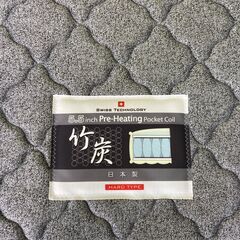 SWISS TECHNOLOGY
5.5 inch Pre-Heating Pocket Coil
竹炭
日本製
HARD TYPE